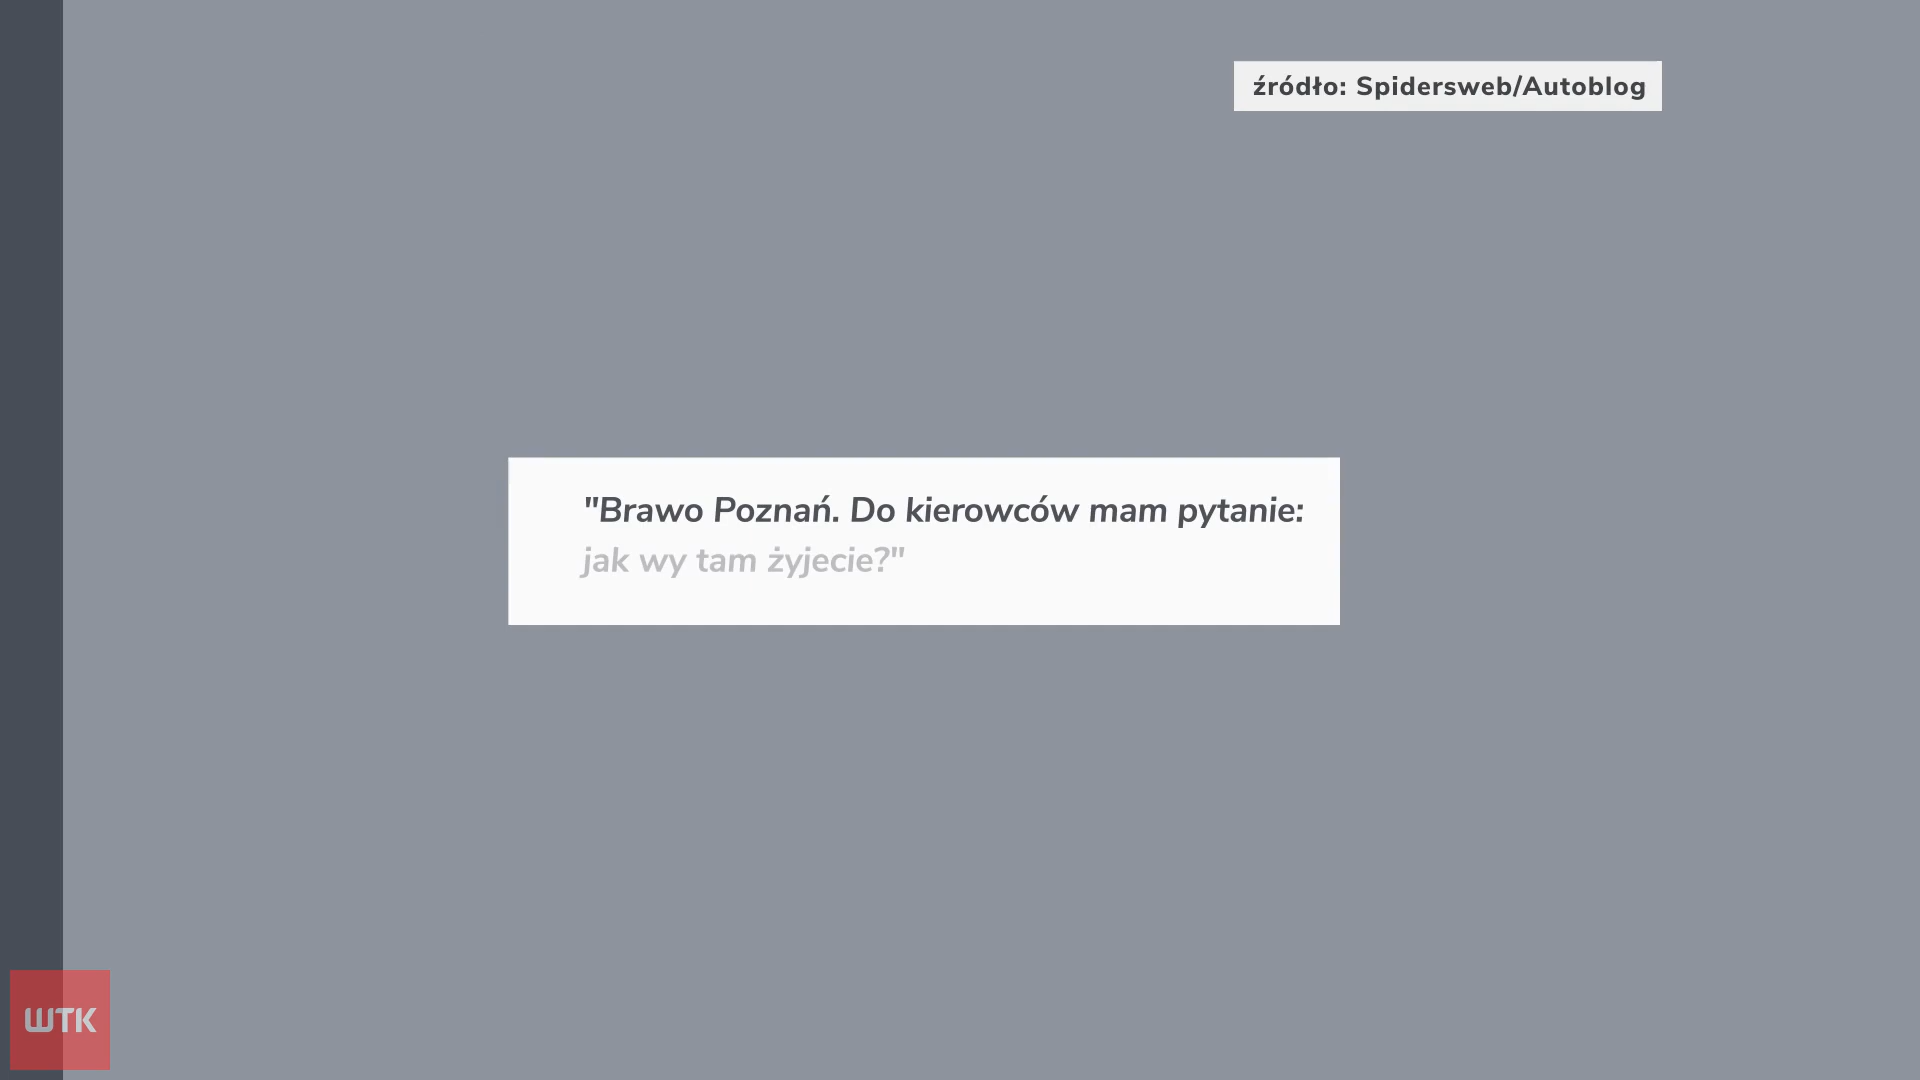 źródło: Spidersweb/Autoblog
"Brawo Poznań. Do kierowców mam pytanie:
jak wy tam żyjecie?"
WTK